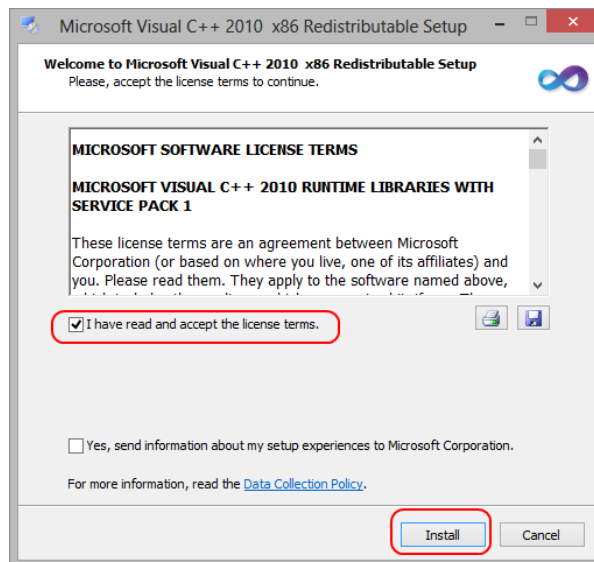 Microsoft Visual C++ 2010 x86 Redistributable Setup
Welcome to Microsoft Visual C++ 2010 x86 Redistributable Setup
Please, accept the license terms to continue.
MICROSOFT SOFTWARE LICENSE TERMS
MICROSOFT VISUAL C++ 2010 RUNTIME LIBRARIES WITH
SERVICE PACK 1
These license terms are an agreement between Microsoft
Corporation (or based on where you live, one of its affiliates) and
you. Please read them. They apply to the software named above,
I have read and accept the license terms.
Yes, send information about my setup experiences to Microsoft Corporation.
For more information, read the Data Collection Policy.
Install
Cancel